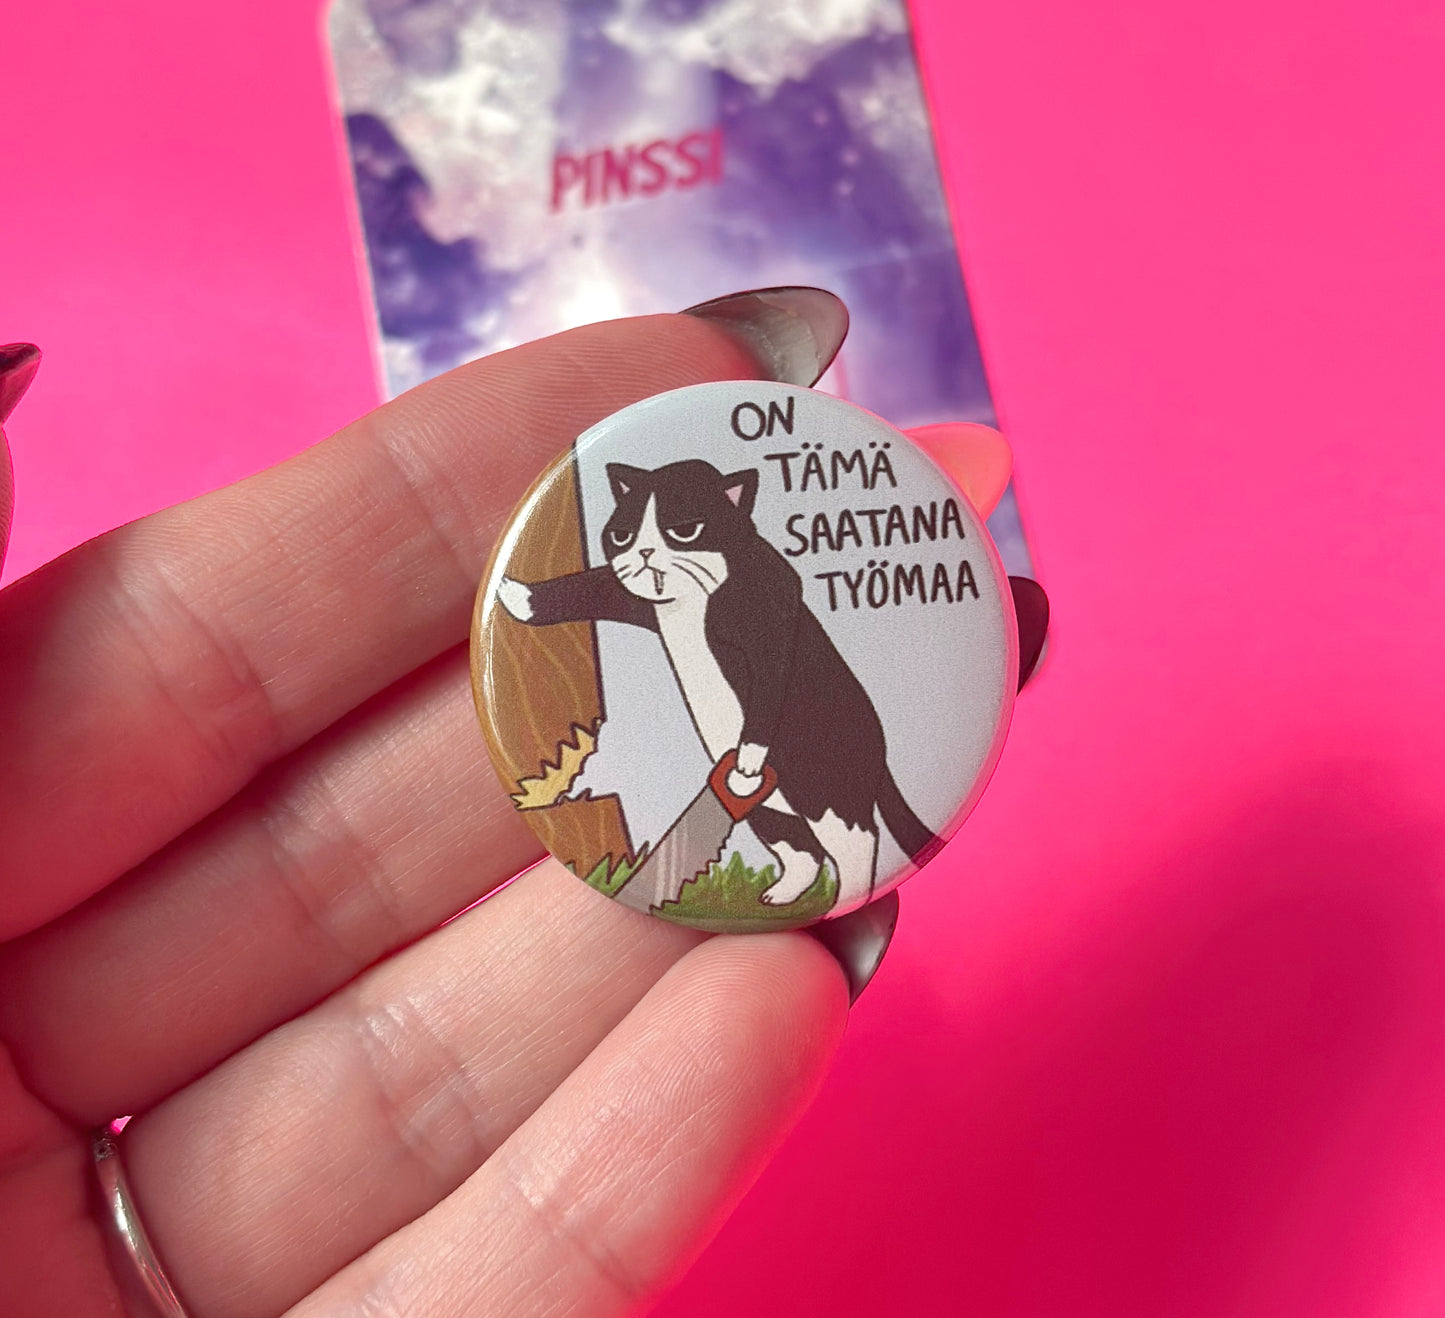 PINSSI
ON
TÄMÄ
SAATANA
TYÖMAA